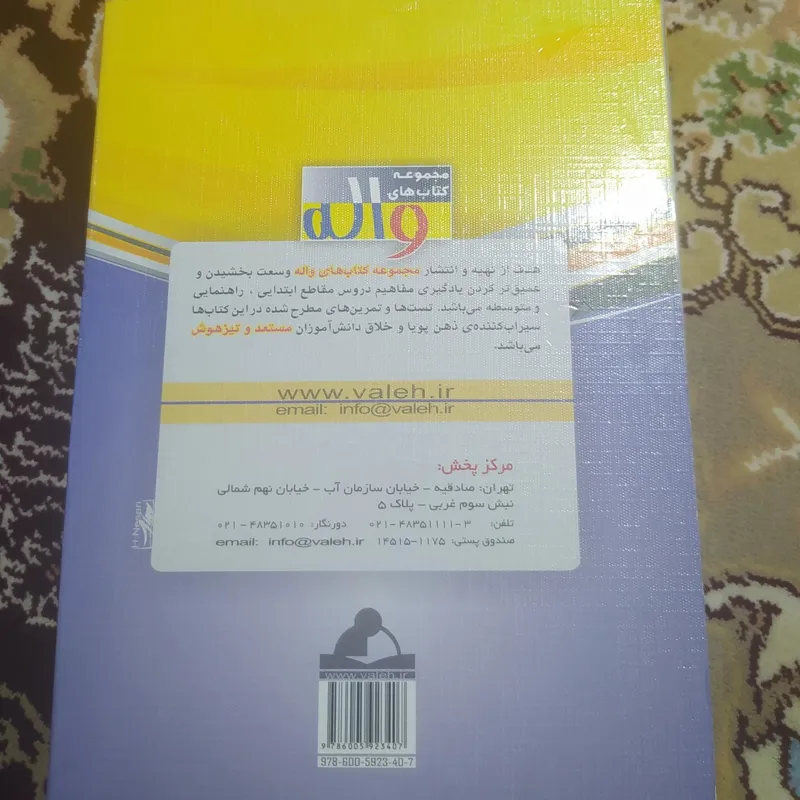 مجموعه
کتاب‌های
واله
هدف از تهیه و انتشار مجموعه کتاب‌های واله وسعت بخشیدن و
عمیق‌تر کردن یادگیری مفاهیم دروس مقاطع ابتدایی ، راهنمایی
و متوسطه می‌باشد. تست‌ها و تمرین‌های مطرح شده در این کتاب‌ها
سیراب‌کننده‌ی ذهن پویا و خلاق دانش‌آموزان مستعد و تیزهوش
می‌باشد.
www.valeh.ir
email: info@valeh.ir
مرکز پخش:
تهران: صادقیه - خیابان سازمان آب - خیابان نهم شمالی
نبش سوم غربی - پلاک ۵
تلفن: ۳-۴۸۳۵۱۱۱۱-۰۲۱ دورنگار: ۴۸۳۵۱۰۱۰-۰۲۱
صندوق پستی: ۱۱۷۵-۱۴۵۱۵ email: info@valeh.ir
H-Negari
www.valeh.ir
9 786005 923407
978-600-5923-40-7